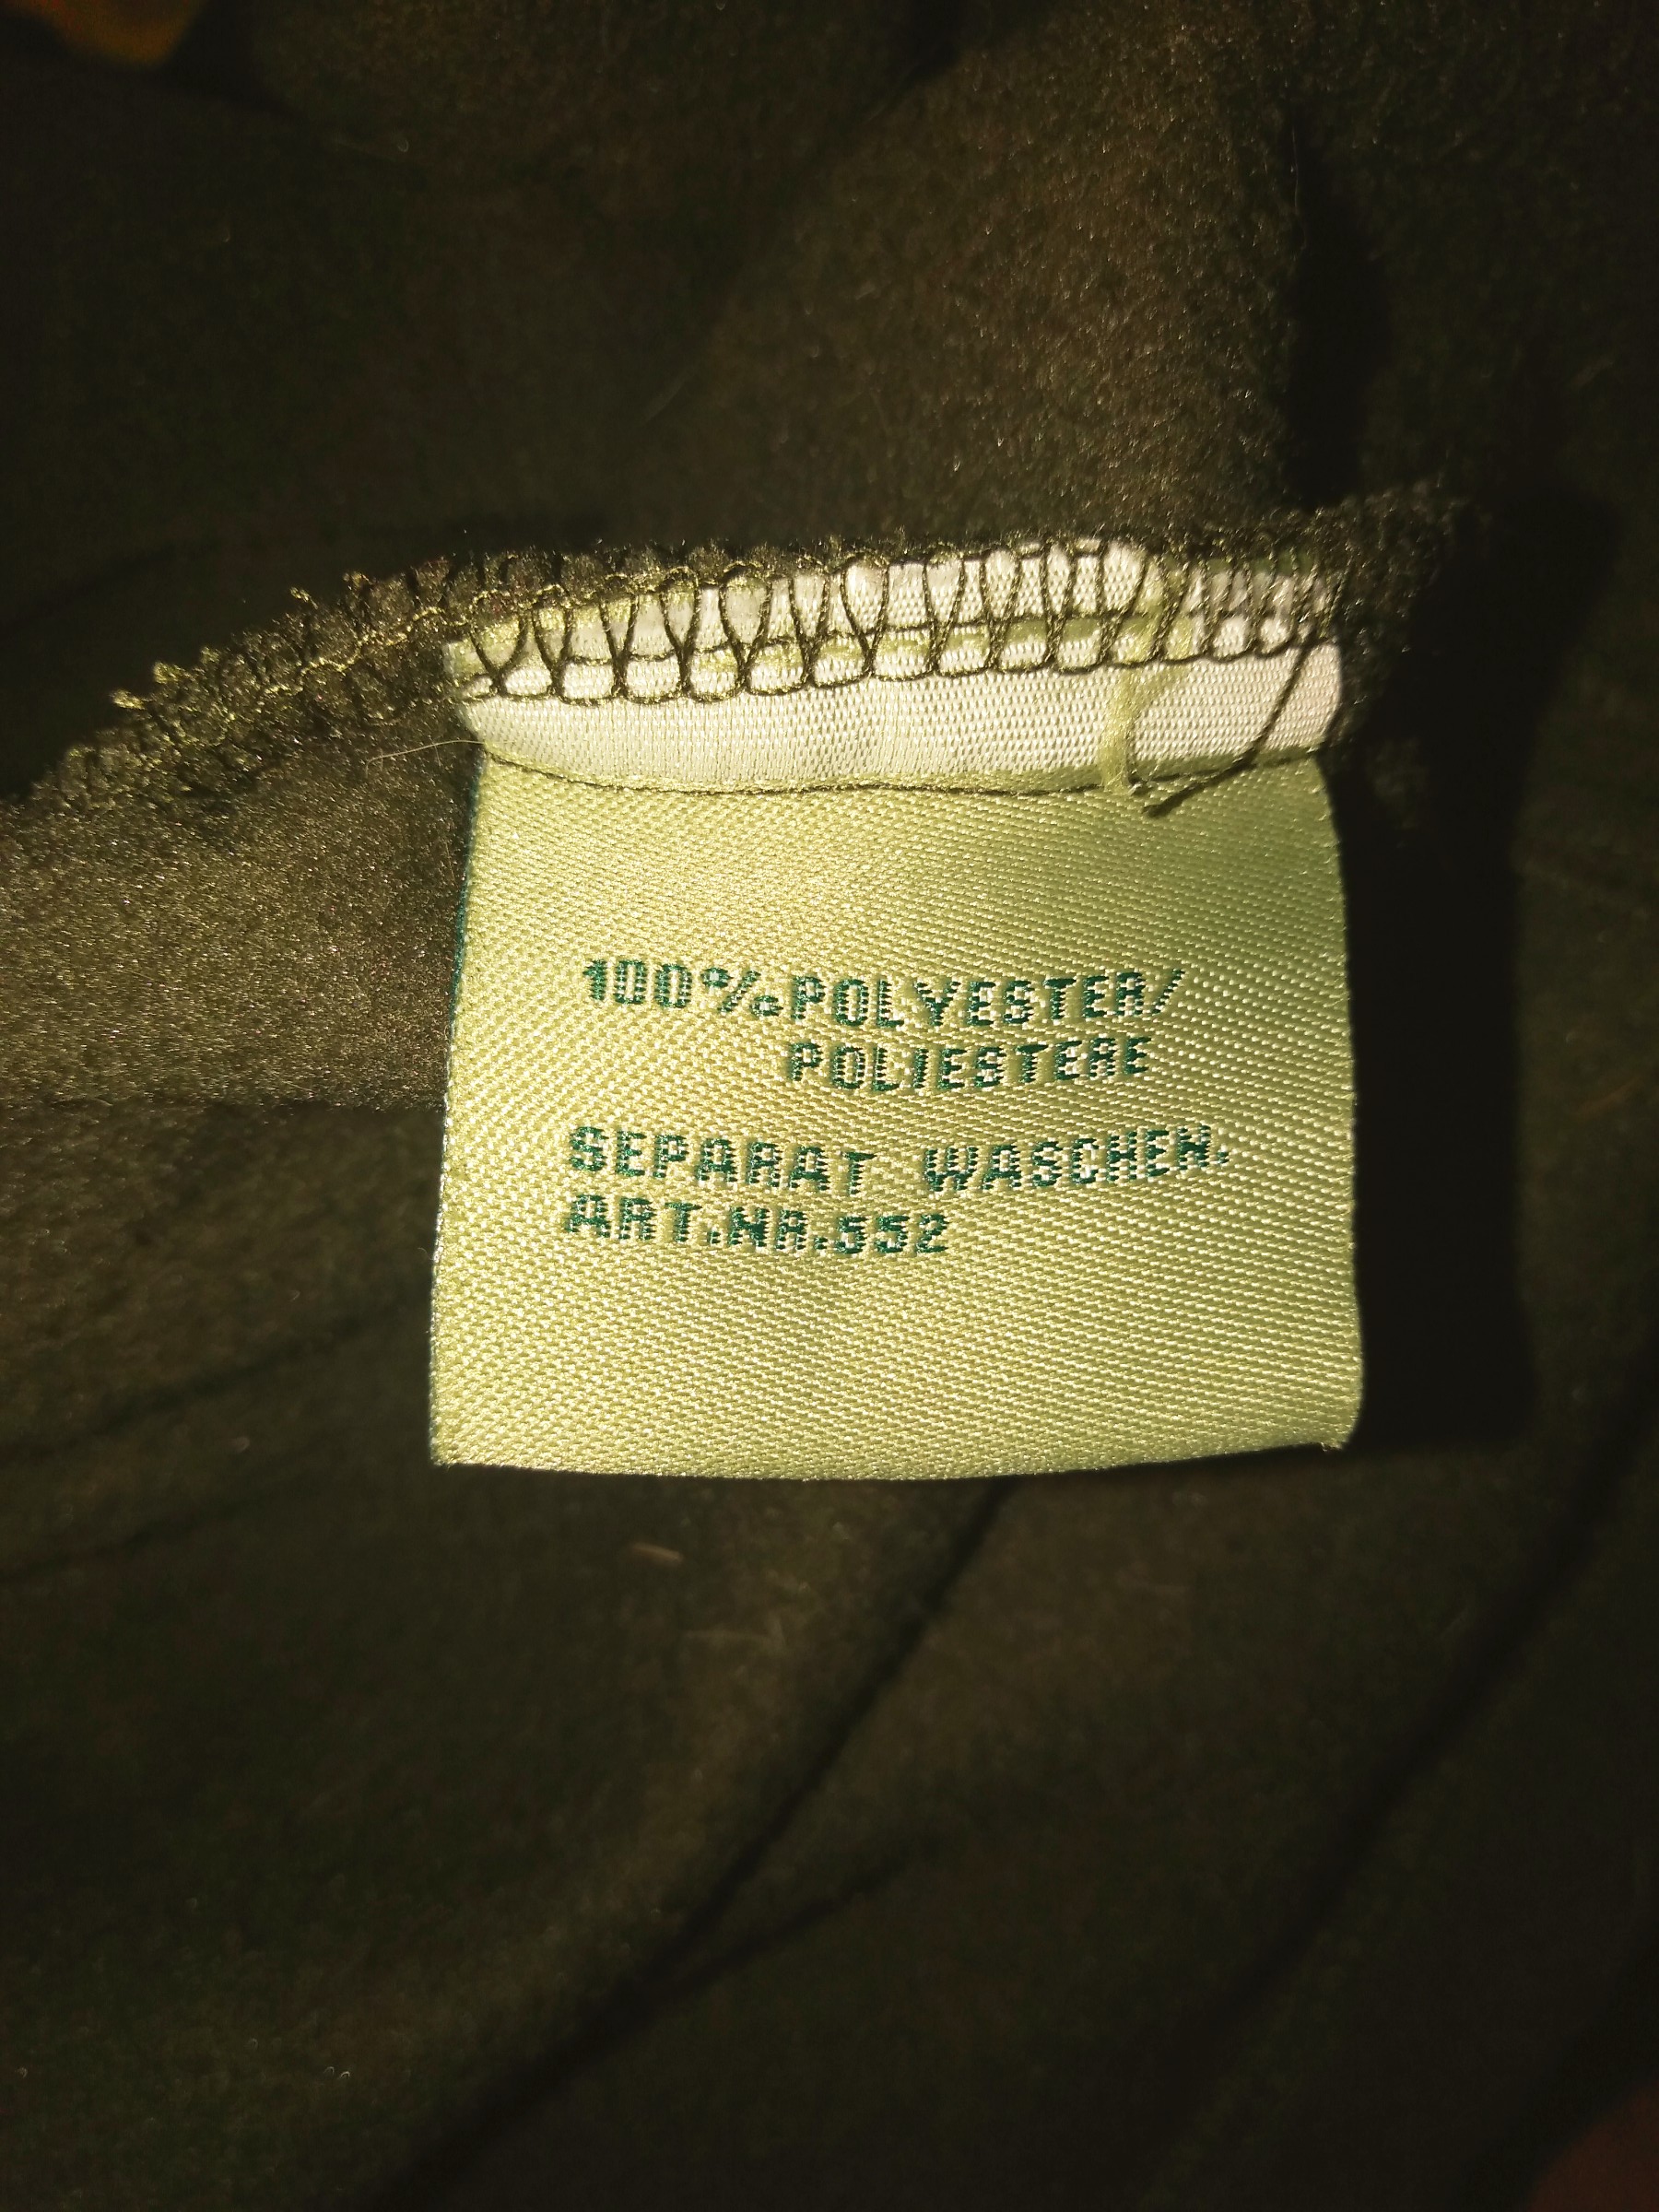 100% POLYESTER/
POLIESTERE
SEPARAT WASCHEN.
ART.NR.552